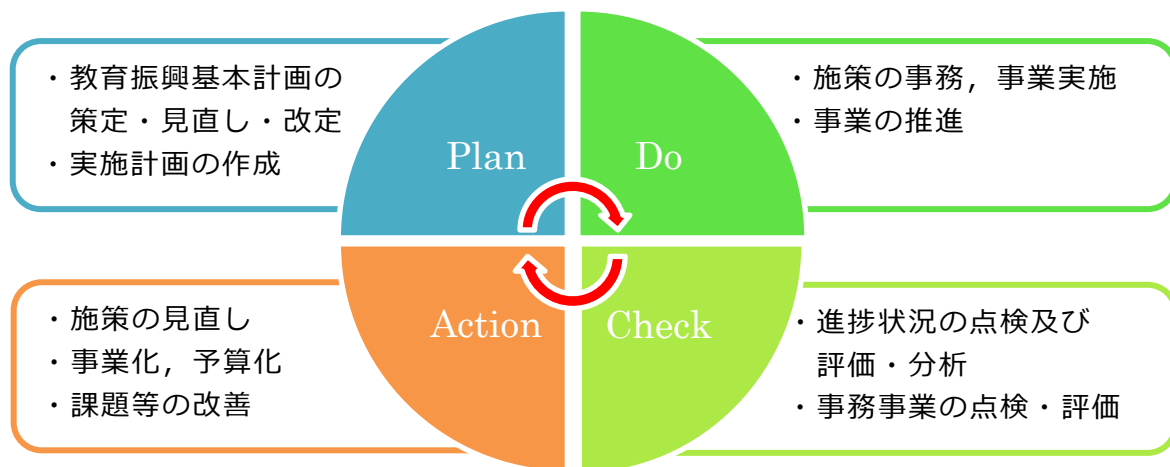 ・教育振興基本計画の
策定・見直し・改定
・実施計画の作成
Plan
Do
・施策の事務，事業実施
・事業の推進
・施策の見直し
・事業化，予算化
・課題等の改善
Action
Check
・進捗状況の点検及び
評価・分析
・事務事業の点検・評価